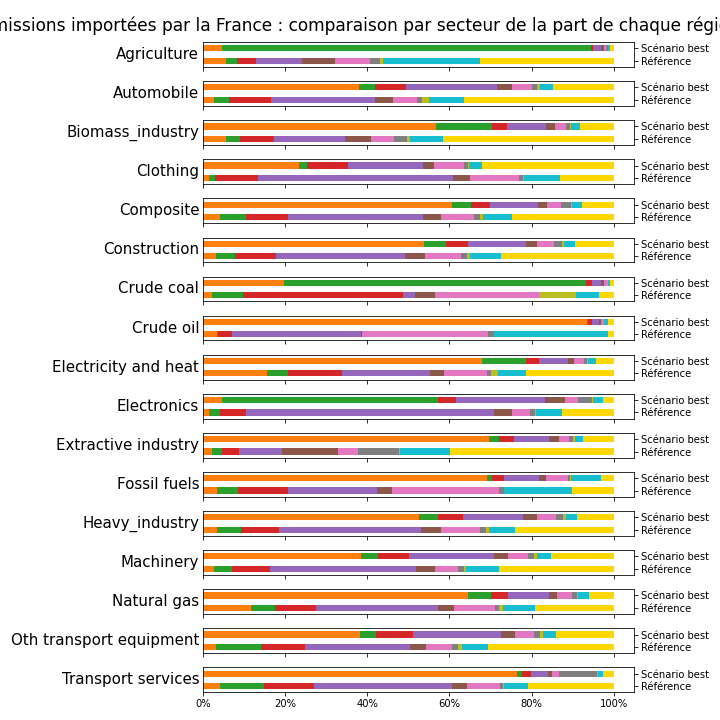 missions importées par la France : comparaison par secteur de la part de chaque régi
Agriculture
Scénario best
Référence
Automobile
Scénario best
Référence
Biomass_industry
Scénario best
Référence
Clothing
Scénario best
Référence
Composite
Scénario best
Référence
Construction
Scénario best
Référence
Crude coal
Scénario best
Référence
Crude oil
Scénario best
Référence
Electricity and heat
Scénario best
Référence
Electronics
Scénario best
Référence
Extractive industry
Scénario best
Référence
Fossil fuels
Scénario best
Référence
Heavy_industry
Scénario best
Référence
Machinery
Scénario best
Référence
Natural gas
Scénario best
Référence
Oth transport equipment
Scénario best
Référence
Transport services
Scénario best
Référence
0% 20% 40% 60% 80% 100%